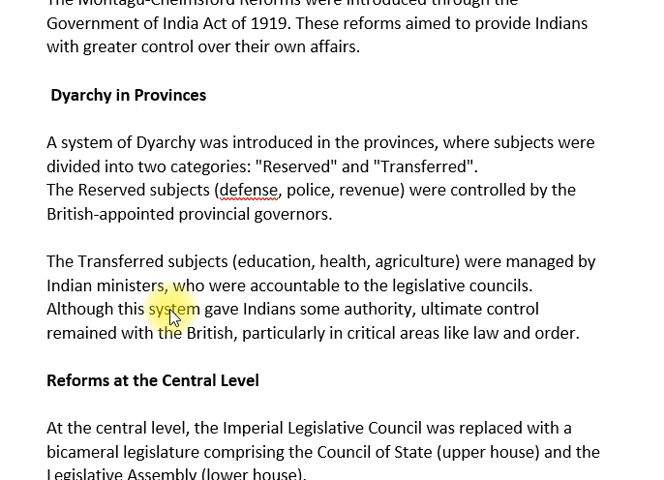 The Montagu-Chelmsford Reforms were introduced through the
Government of India Act of 1919. These reforms aimed to provide Indians
with greater control over their own affairs.
Dyarchy in Provinces
A system of Dyarchy was introduced in the provinces, where subjects were
divided into two categories: "Reserved" and "Transferred".
The Reserved subjects (defense, police, revenue) were controlled by the
British-appointed provincial governors.
The Transferred subjects (education, health, agriculture) were managed by
Indian ministers, who were accountable to the legislative councils.
Although this system gave Indians some authority, ultimate control
remained with the British, particularly in critical areas like law and order.
Reforms at the Central Level
At the central level, the Imperial Legislative Council was replaced with a
bicameral legislature comprising the Council of State (upper house) and the
Legislative Assembly (lower house).